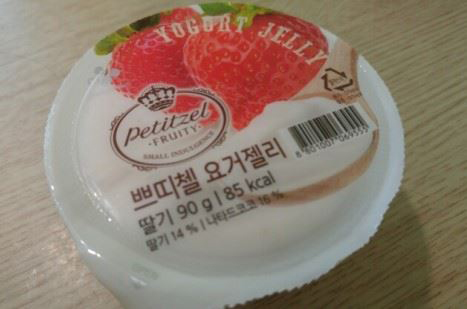 YOGURT JELLY
Petitzel
FRUITY
SMALL INDULGENCE
쁘띠첼 요거젤리
딸기 90 g | 85 kcal
딸기 14 % | 나타드코코 16 %